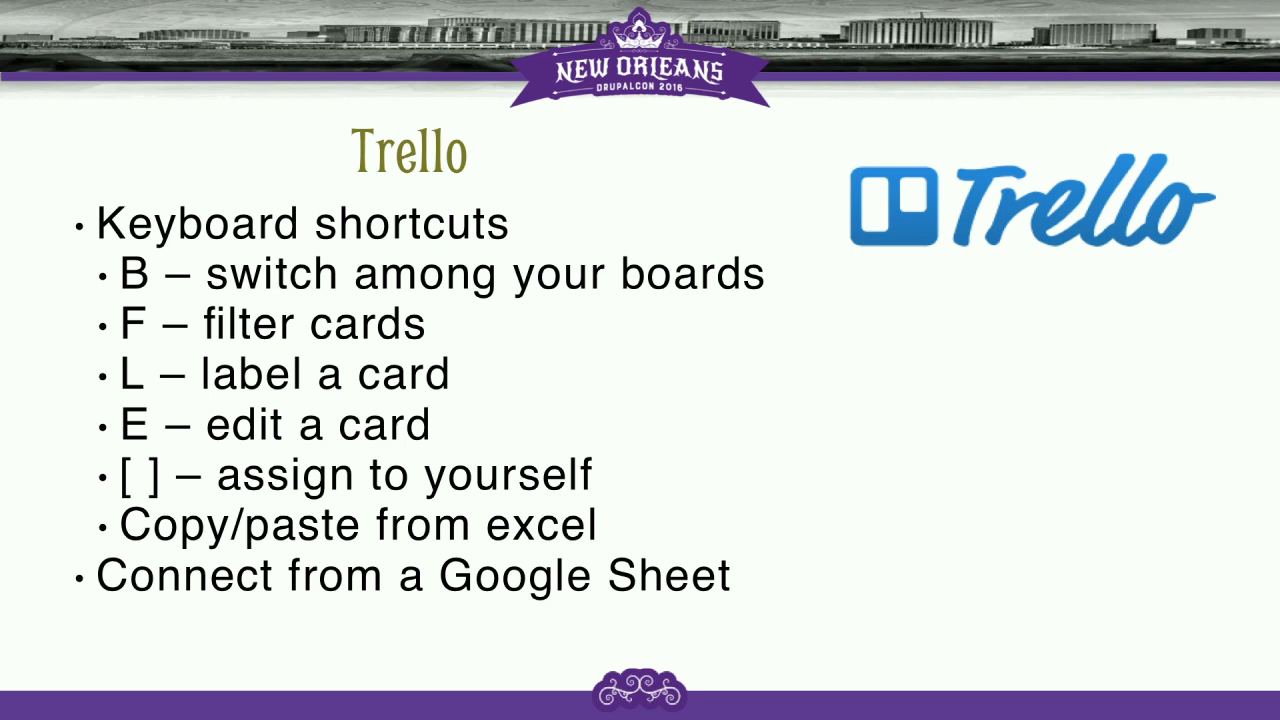 NEW ORLEANS
DRUPALCON 2016
Trello
Trello
• Keyboard shortcuts
• B – switch among your boards
• F – filter cards
• L – label a card
• E – edit a card
• [ ] – assign to yourself
• Copy/paste from excel
• Connect from a Google Sheet